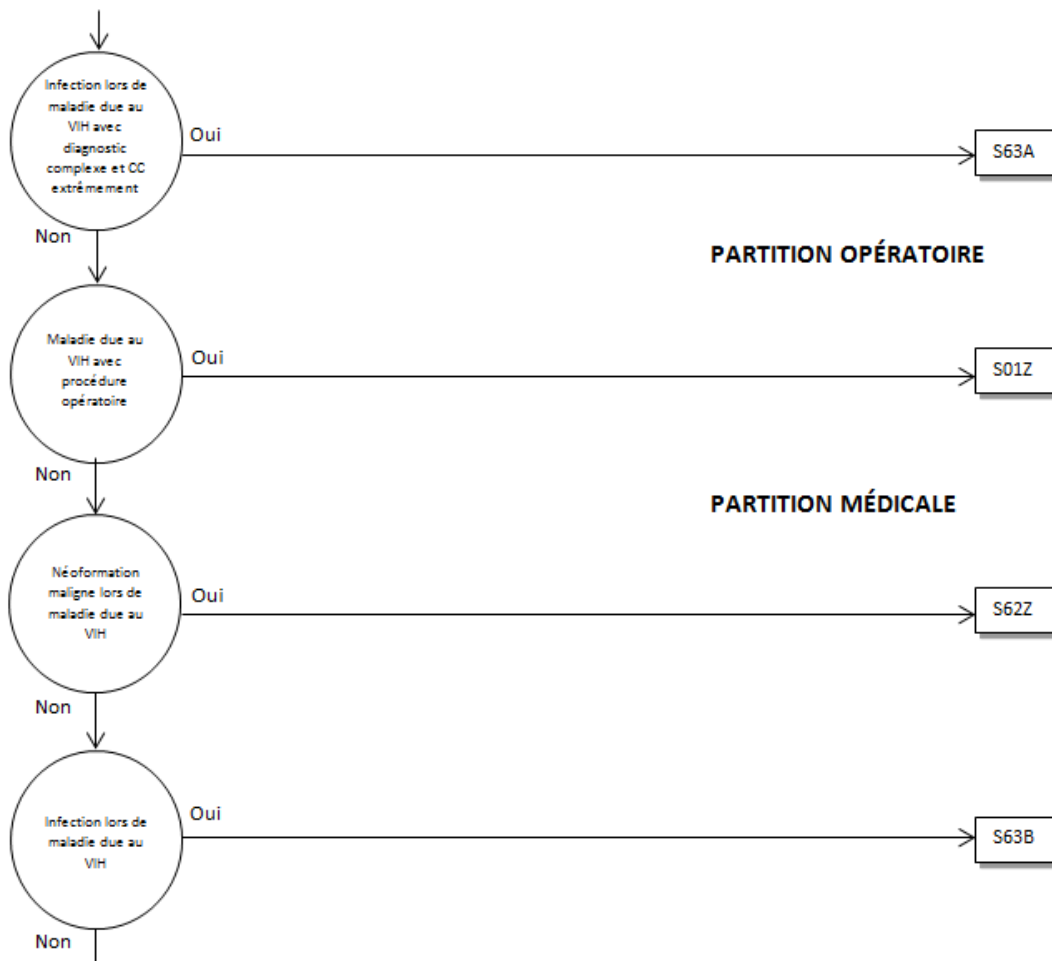 Infection lors de
maladie due au
VIH avec
diagnostic
complexe et CC
extrêmement
Oui
S63A
Non
PARTITION OPÉRATOIRE
Maladie due au
VIH avec
procédure
opératoire
Oui
S01Z
Non
PARTITION MÉDICALE
Néoformation
maligne lors de
maladie due au
VIH
Oui
S62Z
Non
Infection lors de
maladie due au
VIH
Oui
S63B
Non